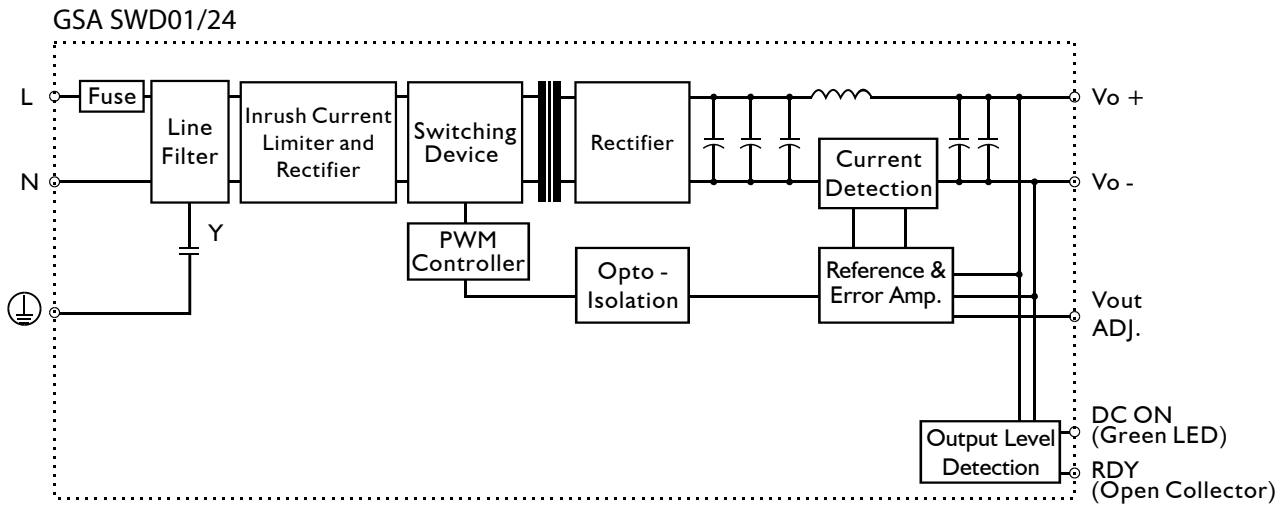 GSA SWD01/24
L
Fuse
Line
Filter
Inrush Current
Limiter and
Rectifier
Switching
Device
Rectifier
Current
Detection
Vo +
N
Vo -
Y
PWM
Controller
Opto -
Isolation
Reference &
Error Amp.
Vout
ADJ.
Output Level
Detection
DC ON
(Green LED)
RDY
(Open Collector)